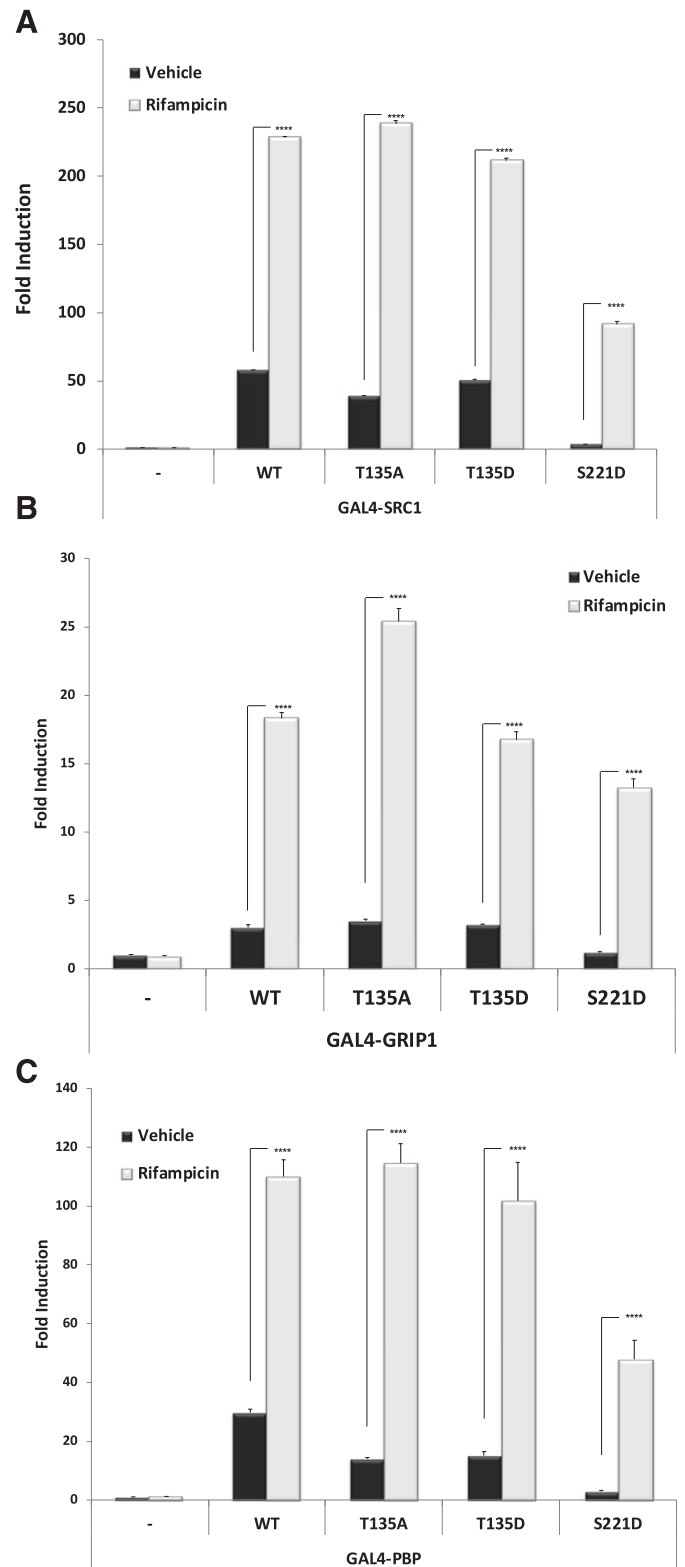 A
300
Vehicle
Rifampicin
250
200
150
100
50
0
Fold Induction
****
****
****
****
- WT T135A T135D S221D
GAL4-SRC1
B
30
Vehicle
Rifampicin
25
20
15
10
5
0
Fold Induction
****
****
****
****
- WT T135A T135D S221D
GAL4-GRIP1
C
140
Vehicle
Rifampicin
120
100
80
60
40
20
0
Fold Induction
****
****
****
****
- WT T135A T135D S221D
GAL4-PBP